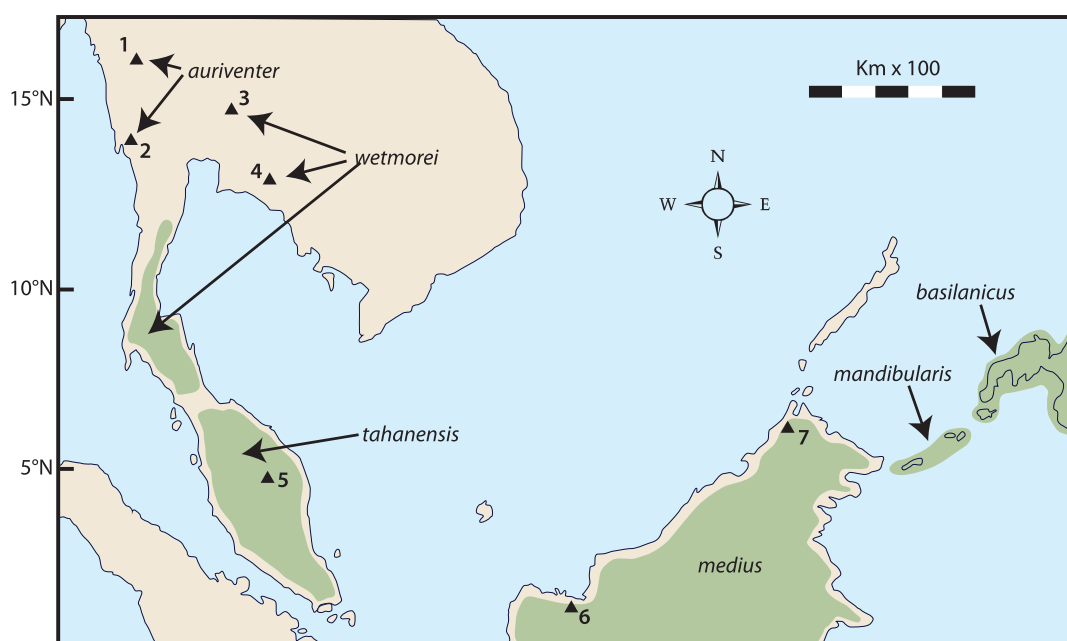 1
auriventer
Km x 100
15°N
3
2
wetmorei
4
N
W
E
S
10°N
basilanicus
mandibularis
tahanensis
7
5°N
5
medius
6